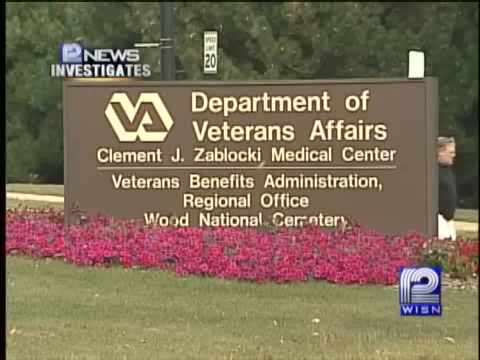 12 NEWS
INVESTIGATES
SPEED
LIMIT
20
VA
Department of
Veterans Affairs
Clement J. Zablocki Medical Center
Veterans Benefits Administration,
Regional Office
Wood National Cemetery
12
WISN